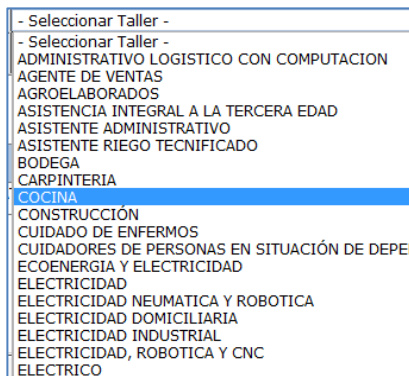 - Seleccionar Taller -
- Seleccionar Taller -
ADMINISTRATIVO LOGISTICO CON COMPUTACION
AGENTE DE VENTAS
AGROELABORADOS
ASISTENCIA INTEGRAL A LA TERCERA EDAD
ASISTENTE ADMINISTRATIVO
ASISTENTE RIEGO TECNIFICADO
BODEGA
CARPINTERIA
COCINA
CONSTRUCCIÓN
CUIDADO DE ENFERMOS
CUIDADORES DE PERSONAS EN SITUACIÓN DE DEPE
ECOENERGIA Y ELECTRICIDAD
ELECTRICIDAD
ELECTRICIDAD NEUMATICA Y ROBOTICA
ELECTRICIDAD DOMICILIARIA
ELECTRICIDAD INDUSTRIAL
ELECTRICIDAD, ROBOTICA Y CNC
ELECTRICO